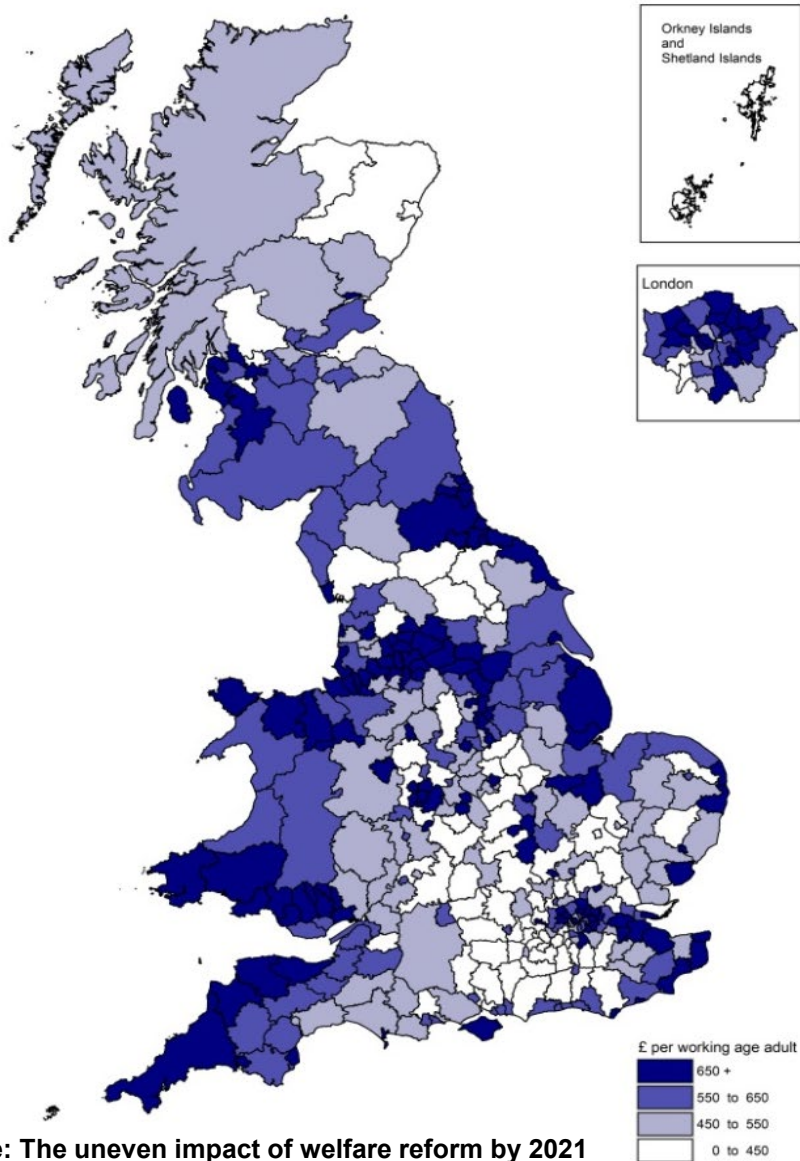 Orkney Islands
and
Shetland Islands
London
£ per working age adult
650 +
550 to 650
450 to 550
0 to 450
: The uneven impact of welfare reform by 2021